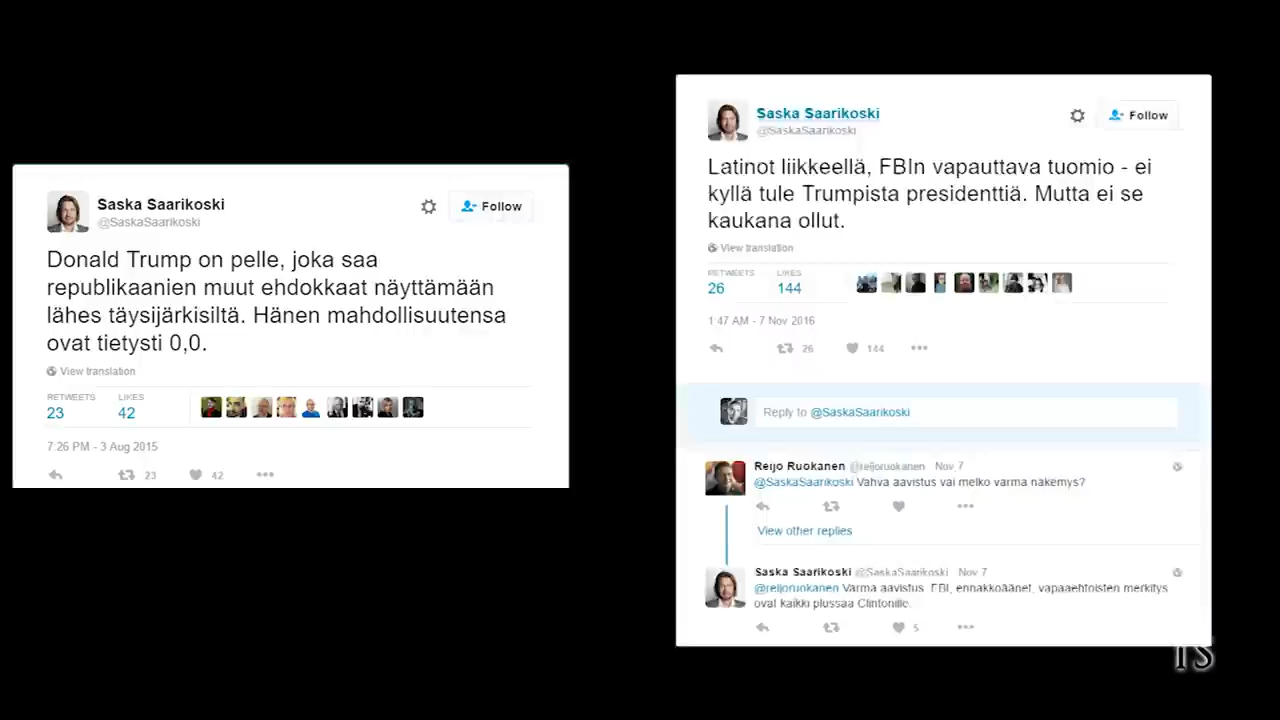 Saska Saarikoski
@SaskaSaarikoski
Follow
Donald Trump on pelle, joka saa
republikaanien muut ehdokkaat näyttämään
lähes täysijärkisiltä. Hänen mahdollisuutensa
ovat tietysti 0,0.
View translation
RETWEETS LIKES
23 42
7:26 PM - 3 Aug 2015
23 42
Saska Saarikoski
@SaskaSaarikoski
Follow
Latinot liikkeellä, FBIn vapauttava tuomio - ei
kyllä tule Trumpista presidenttiä. Mutta ei se
kaukana ollut.
View translation
RETWEETS LIKES
26 144
1:47 AM - 7 Nov 2016
26 144
Reply to @SaskaSaarikoski
Reijo Ruokanen @reijoruokanen Nov 7
@SaskaSaarikoski Vahva aavistus vai melko varma näkemys?
View other replies
Saska Saarikoski @SaskaSaarikoski Nov 7
@reijoruokanen Varma aavistus. FBI, ennakkoäänet, vapaaehtoisten merkitys
ovat kaikki plussaa Clintonille.
5
TS